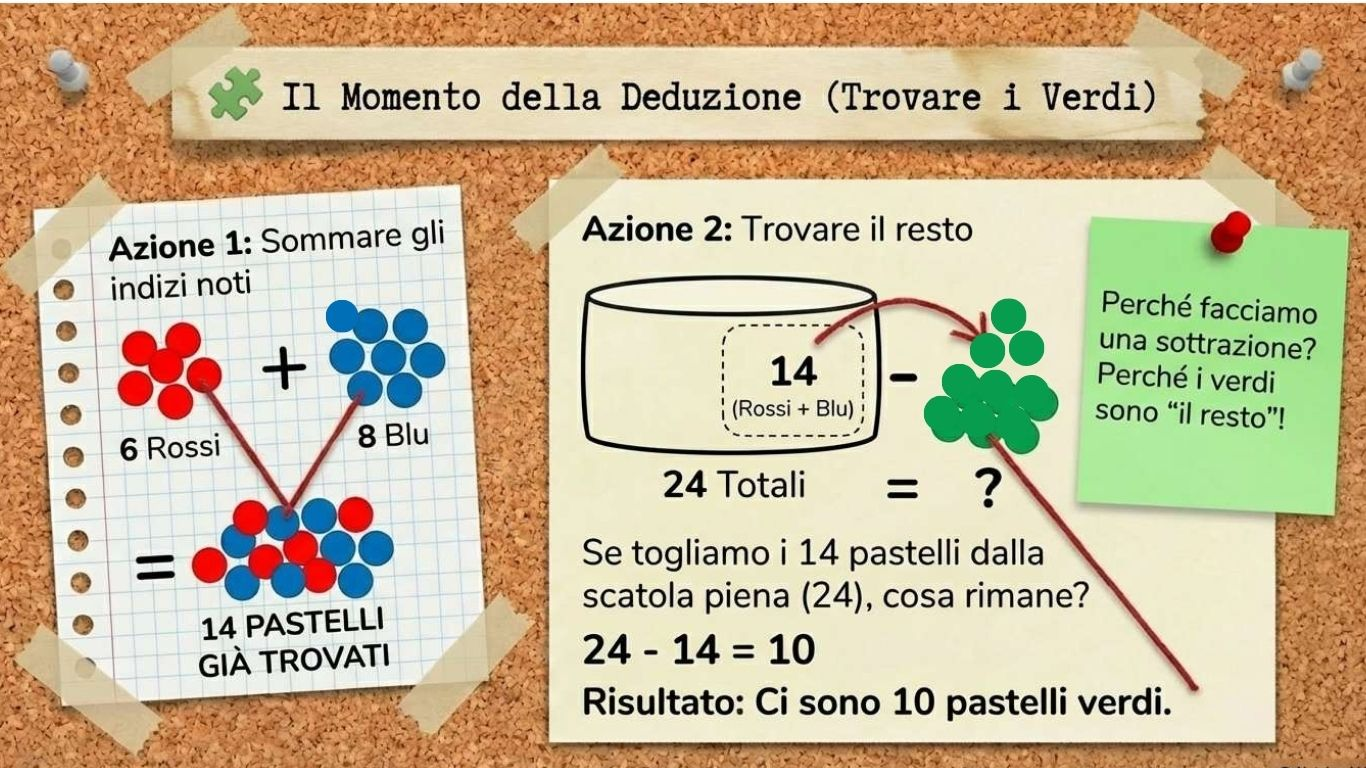 Il Momento della Deduzione (Trovare i Verdi)
Azione 1: Sommare gli
indizi noti
+
6 Rossi
8 Blu
=
14 PASTELLI
GIÀ TROVATI
Azione 2: Trovare il resto
14
(Rossi + Blu)
-
24 Totali = ?
Se togliamo i 14 pastelli dalla
scatola piena (24), cosa rimane?
24 - 14 = 10
Risultato: Ci sono 10 pastelli verdi.
Perché facciamo
una sottrazione?
Perché i verdi
sono “il resto”!